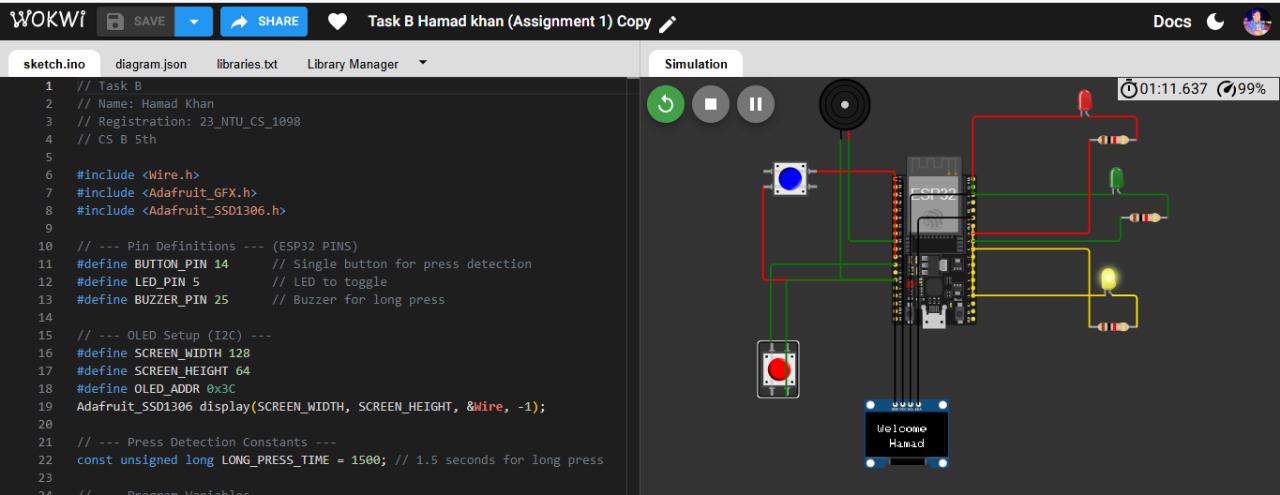 WOKWi SAVE SHARE Task B Hamad khan (Assignment 1) Copy Docs
sketch.ino diagram.json libraries.txt Library Manager
Simulation
01:11.637 99%
1 // Task B
2 // Name: Hamad Khan
3 // Registration: 23_NTU_CS_1098
4 // CS B 5th
5
6 #include <Wire.h>
7 #include <Adafruit_GFX.h>
8 #include <Adafruit_SSD1306.h>
9
10 // --- Pin Definitions --- (ESP32 PINS)
11 #define BUTTON_PIN 14 // Single button for press detection
12 #define LED_PIN 5 // LED to toggle
13 #define BUZZER_PIN 25 // Buzzer for long press
14
15 // --- OLED Setup (I2C) ---
16 #define SCREEN_WIDTH 128
17 #define SCREEN_HEIGHT 64
18 #define OLED_ADDR 0x3C
19 Adafruit_SSD1306 display(SCREEN_WIDTH, SCREEN_HEIGHT, &Wire, -1);
20
21 // --- Press Detection Constants ---
22 const unsigned long LONG_PRESS_TIME = 1500; // 1.5 seconds for long press
23
24 // --- Program Variables
ESP32
Welcome
Hamad